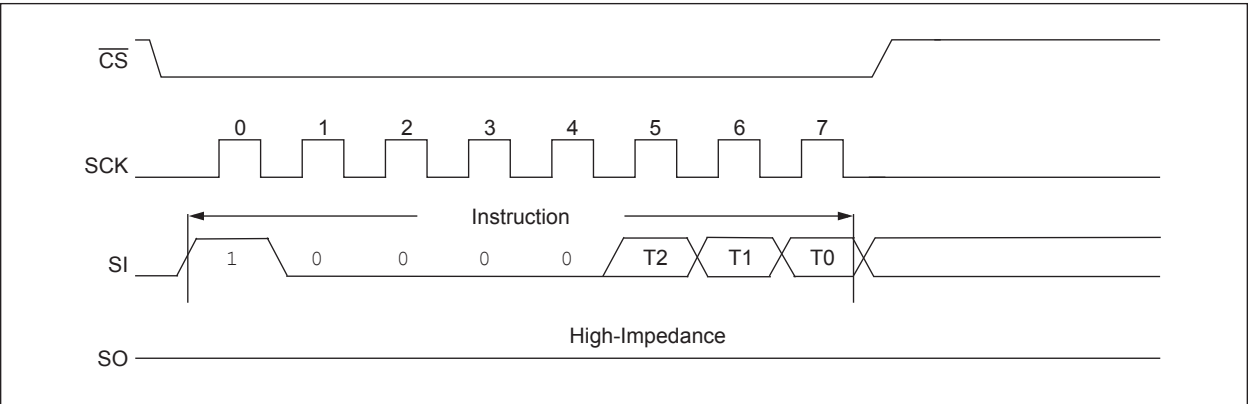 CS
0 1 2 3 4 5 6 7
SCK
Instruction
SI 1 0 0 0 0 T2 T1 T0
High-Impedance
SO